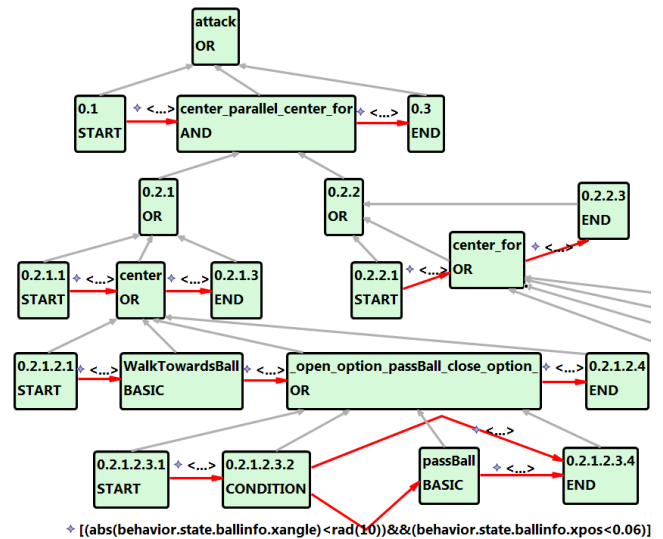 attack
OR
0.1
START
<...>
center_parallel_center_for
AND
<...>
0.3
END
0.2.1
OR
0.2.2
OR
0.2.2.3
END
0.2.1.1
START
<...>
center
OR
<...>
0.2.1.3
END
0.2.2.1
START
<...>
center_for
OR
<...>
0.2.1.2.1
START
<...>
WalkTowardsBall
BASIC
<...>
_open_option_passBall_close_option_
OR
<...>
0.2.1.2.4
END
0.2.1.2.3.1
START
<...>
0.2.1.2.3.2
CONDITION
<...>
passBall
BASIC
<...>
0.2.1.2.3.4
END
[(abs(behavior.state.ballinfo.xangle)<rad(10))&&(behavior.state.ballinfo.xpos<0.06)]